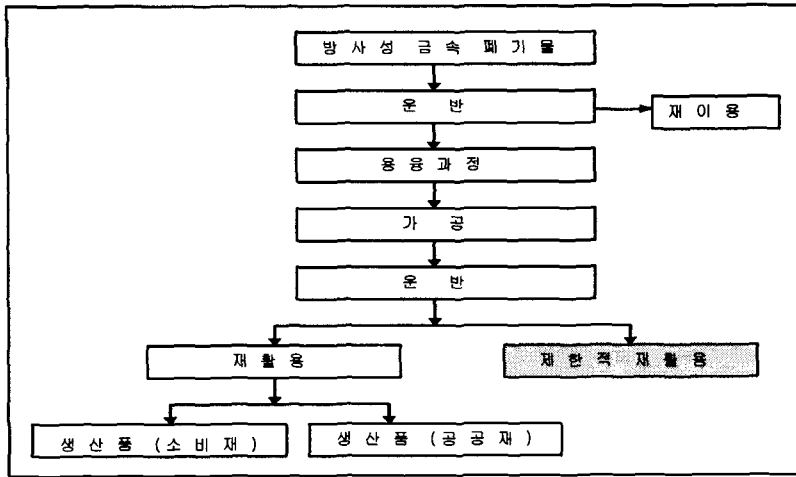 방 사 성 금 속 폐 기 물
운 반
재 이 용
용 융 과 정
가 공
운 반
재 활 용
제 한 적 재 활 용
생 산 품 ( 소 비 재 )
생 산 품 ( 공 공 재 )